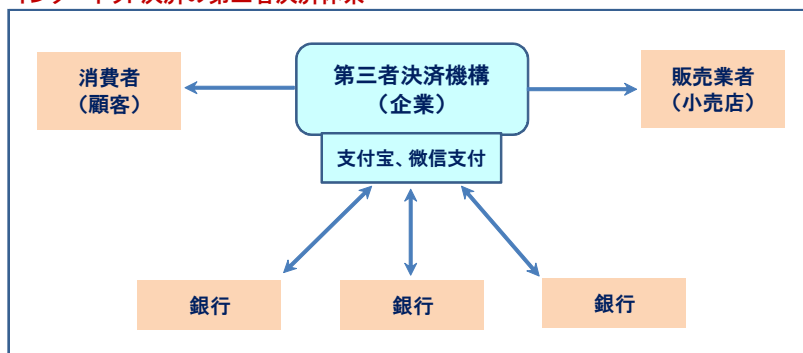 消費者
（顧客）
第三者決済機構
（企業）
販売業者
（小売店）
支付宝、微信支付
銀行
銀行
銀行